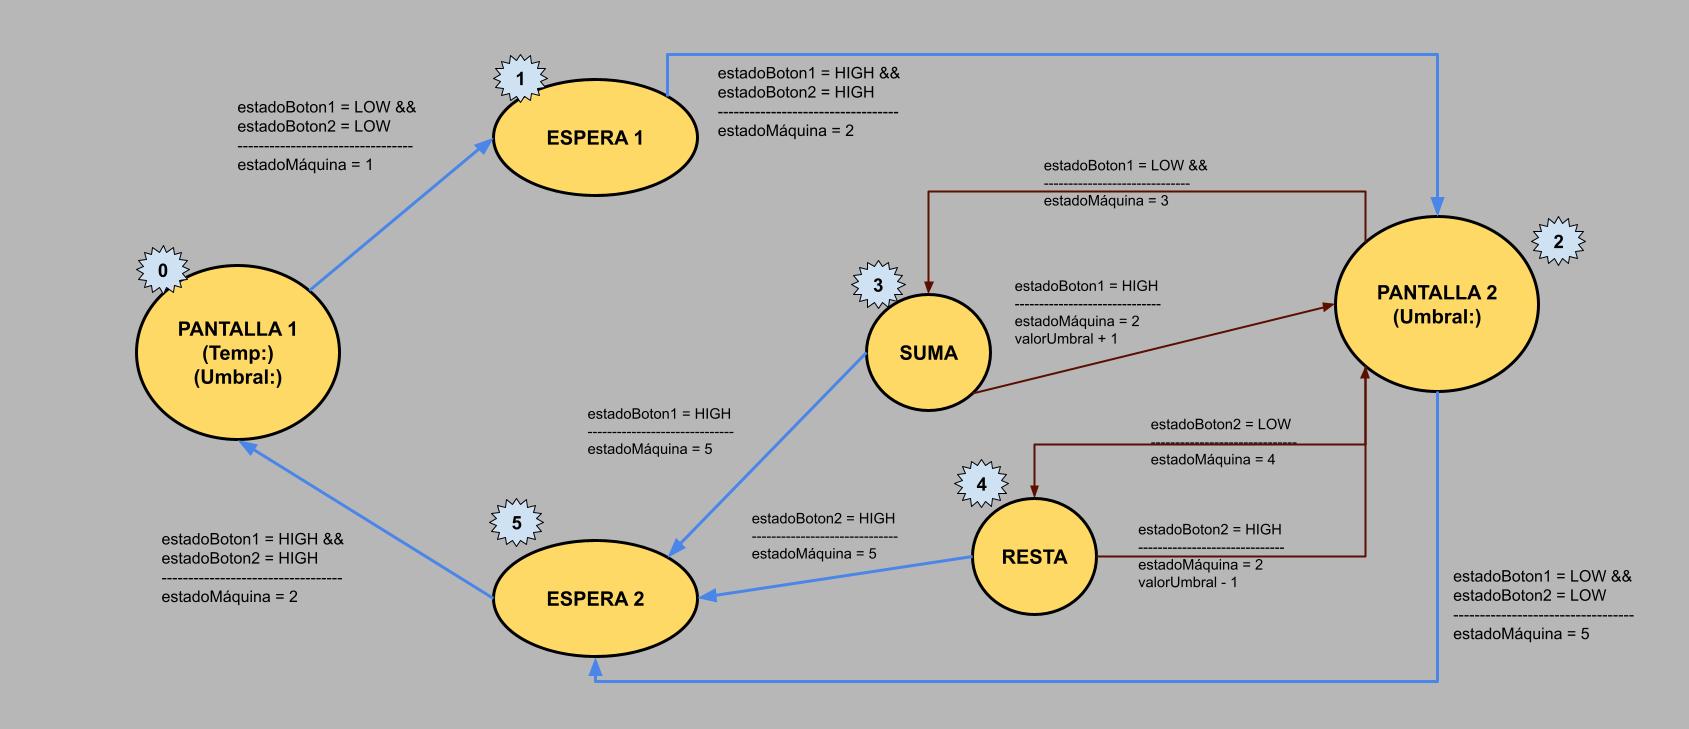 1
ESPERA 1
estadoBoton1 = LOW &&
estadoBoton2 = LOW
---------------------------------
estadoMáquina = 1
estadoBoton1 = HIGH &&
estadoBoton2 = HIGH
----------------------------------
estadoMáquina = 2
estadoBoton1 = LOW &&
------------------------------
estadoMáquina = 3
0
PANTALLA 1
(Temp:)
(Umbral:)
2
PANTALLA 2
(Umbral:)
3
SUMA
estadoBoton1 = HIGH
------------------------------
estadoMáquina = 2
valorUmbral + 1
estadoBoton1 = HIGH
------------------------------
estadoMáquina = 5
estadoBoton2 = LOW
------------------------------
estadoMáquina = 4
4
RESTA
estadoBoton2 = HIGH
------------------------------
estadoMáquina = 5
estadoBoton2 = HIGH
------------------------------
estadoMáquina = 2
valorUmbral - 1
5
ESPERA 2
estadoBoton1 = HIGH &&
estadoBoton2 = HIGH
----------------------------------
estadoMáquina = 2
estadoBoton1 = LOW &&
estadoBoton2 = LOW
----------------------------------
estadoMáquina = 5